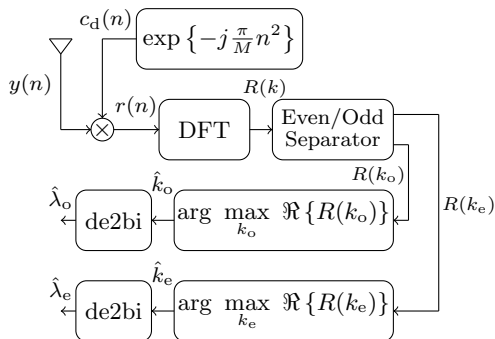 c_d(n)
exp {−j π/M n²}
y(n)
r(n)
DFT
R(k)
Even/Odd
Separator
R(k_o)
R(k_e)
λ̂_o
de2bi
k̂_o
arg max ℜ {R(k_o)}
k_o
λ̂_e
de2bi
k̂_e
arg max ℜ {R(k_e)}
k_e